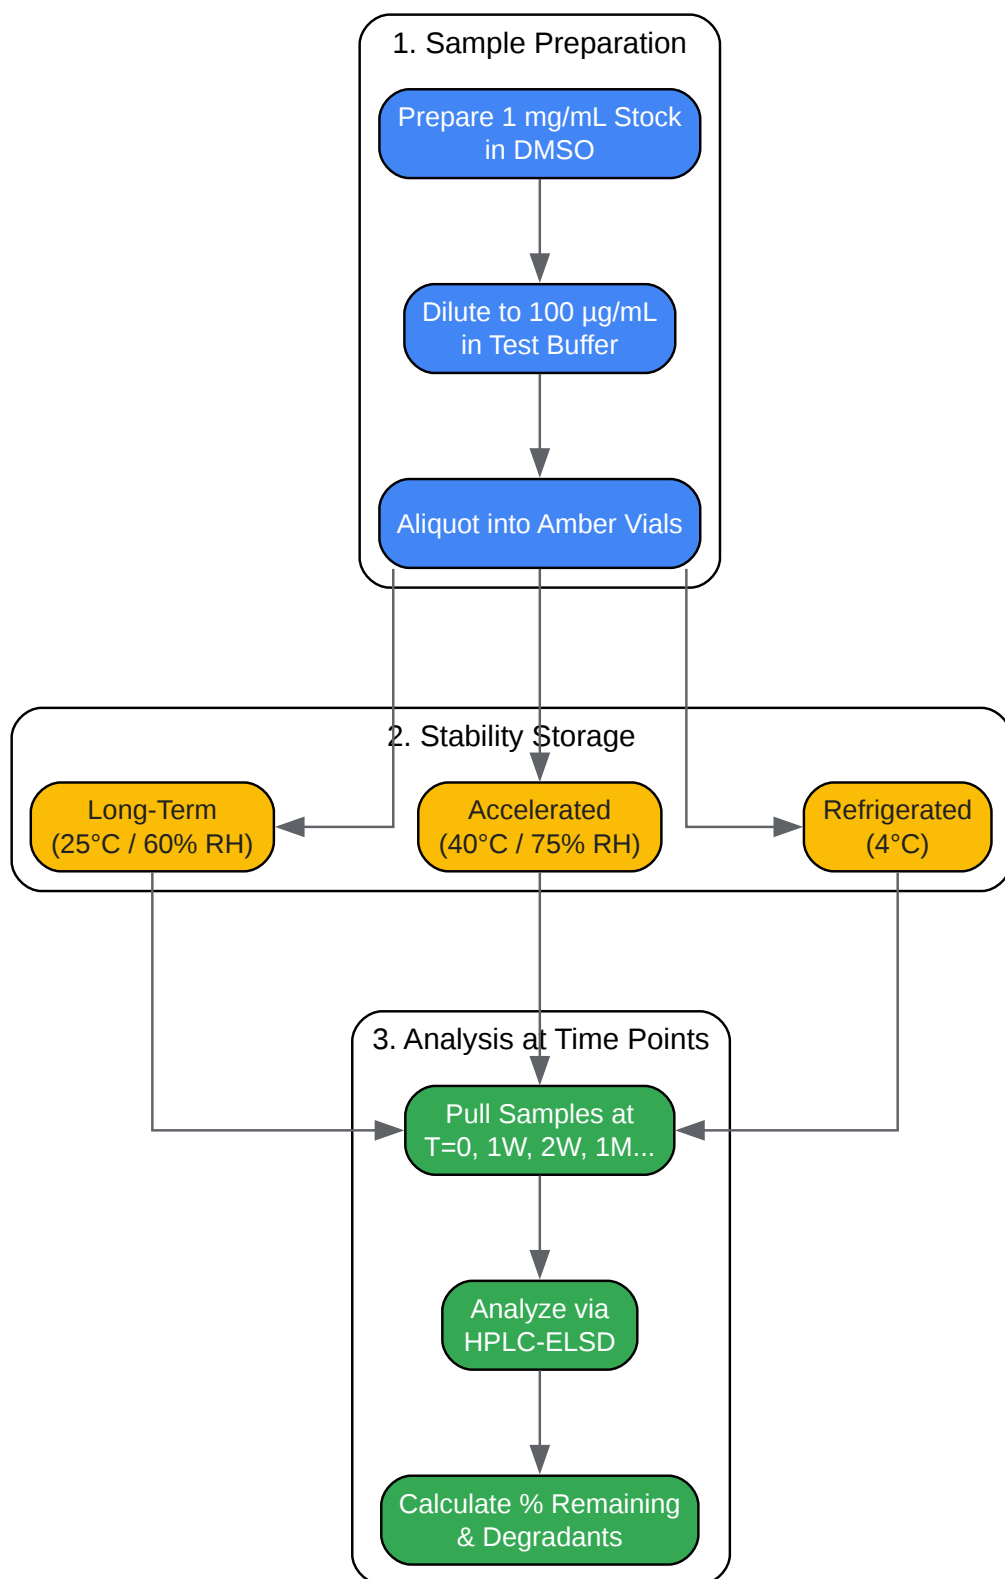 1. Sample Preparation
Prepare 1 mg/mL Stock
in DMSO
Dilute to 100 µg/mL
in Test Buffer
Aliquot into Amber Vials
2. Stability Storage
Long-Term
(25°C / 60% RH)
Accelerated
(40°C / 75% RH)
Refrigerated
(4°C)
3. Analysis at Time Points
Pull Samples at
T=0, 1W, 2W, 1M...
Analyze via
HPLC-ELSD
Calculate % Remaining
& Degradants